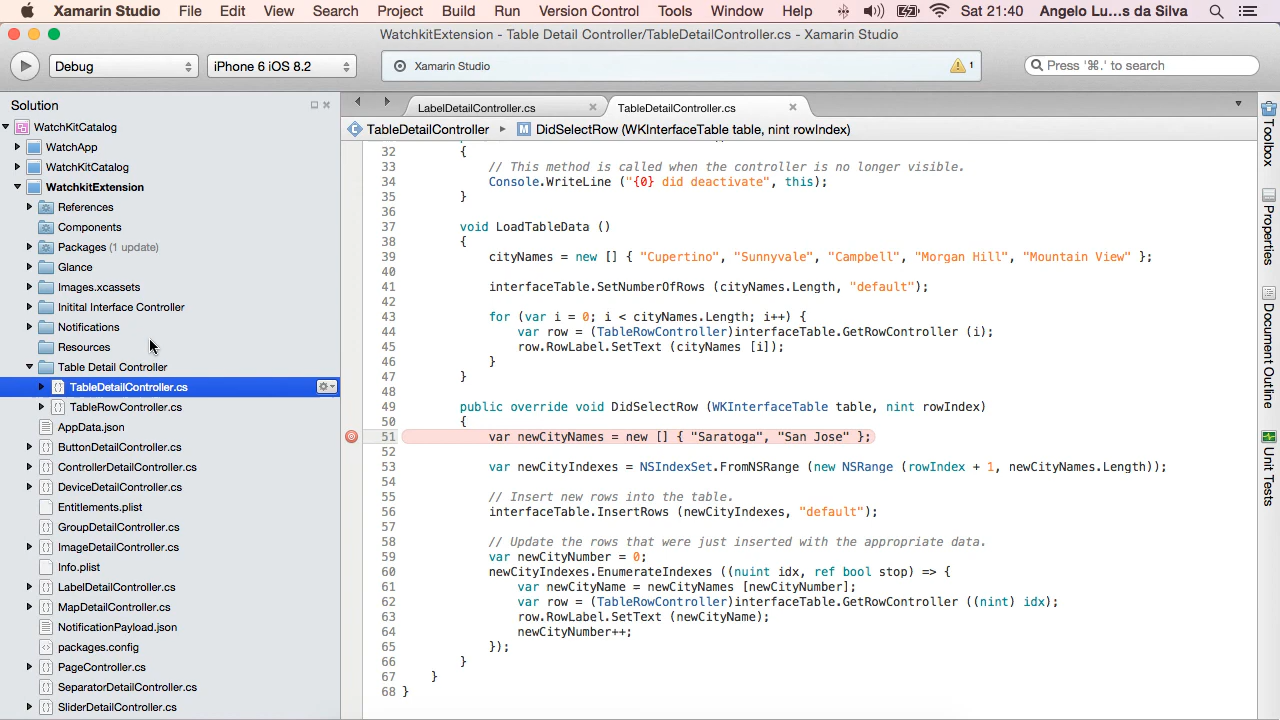 Xamarin Studio File Edit View Search Project Build Run Version Control Tools Window Help Sat 21:40 Angelo Lu...s da Silva
WatchkitExtension - Table Detail Controller/TableDetailController.cs - Xamarin Studio
Debug iPhone 6 iOS 8.2 Xamarin Studio 1 Press '⌘.' to search
Solution
WatchKitCatalog
WatchApp
WatchKitCatalog
WatchkitExtension
References
Components
Packages (1 update)
Glance
Images.xcassets
Initital Interface Controller
Notifications
Resources
Table Detail Controller
TableDetailController.cs
TableRowController.cs
AppData.json
ButtonDetailController.cs
ControllerDetailController.cs
DeviceDetailController.cs
Entitlements.plist
GroupDetailController.cs
ImageDetailController.cs
Info.plist
LabelDetailController.cs
MapDetailController.cs
NotificationPayload.json
packages.config
PageController.cs
SeparatorDetailController.cs
SliderDetailController.cs
LabelDetailController.cs TableDetailController.cs
TableDetailController DidSelectRow (WKInterfaceTable table, nint rowIndex)
32 {
33 // This method is called when the controller is no longer visible.
34 Console.WriteLine ("{0} did deactivate", this);
35 }
36
37 void LoadTableData ()
38 {
39 cityNames = new [] { "Cupertino", "Sunnyvale", "Campbell", "Morgan Hill", "Mountain View" };
40
41 interfaceTable.SetNumberOfRows (cityNames.Length, "default");
42
43 for (var i = 0; i < cityNames.Length; i++) {
44 var row = (TableRowController)interfaceTable.GetRowController (i);
45 row.RowLabel.SetText (cityNames [i]);
46 }
47 }
48
49 public override void DidSelectRow (WKInterfaceTable table, nint rowIndex)
50 {
51 var newCityNames = new [] { "Saratoga", "San Jose" };
52
53 var newCityIndexes = NSIndexSet.FromNSRange (new NSRange (rowIndex + 1, newCityNames.Length));
54
55 // Insert new rows into the table.
56 interfaceTable.InsertRows (newCityIndexes, "default");
57
58 // Update the rows that were just inserted with the appropriate data.
59 var newCityNumber = 0;
60 newCityIndexes.EnumerateIndexes ((nuint idx, ref bool stop) => {
61 var newCityName = newCityNames [newCityNumber];
62 var row = (TableRowController)interfaceTable.GetRowController ((nint) idx);
63 row.RowLabel.SetText (newCityName);
64 newCityNumber++;
65 });
66 }
67 }
68 }
Toolbox
Properties
Document Outline
Unit Tests